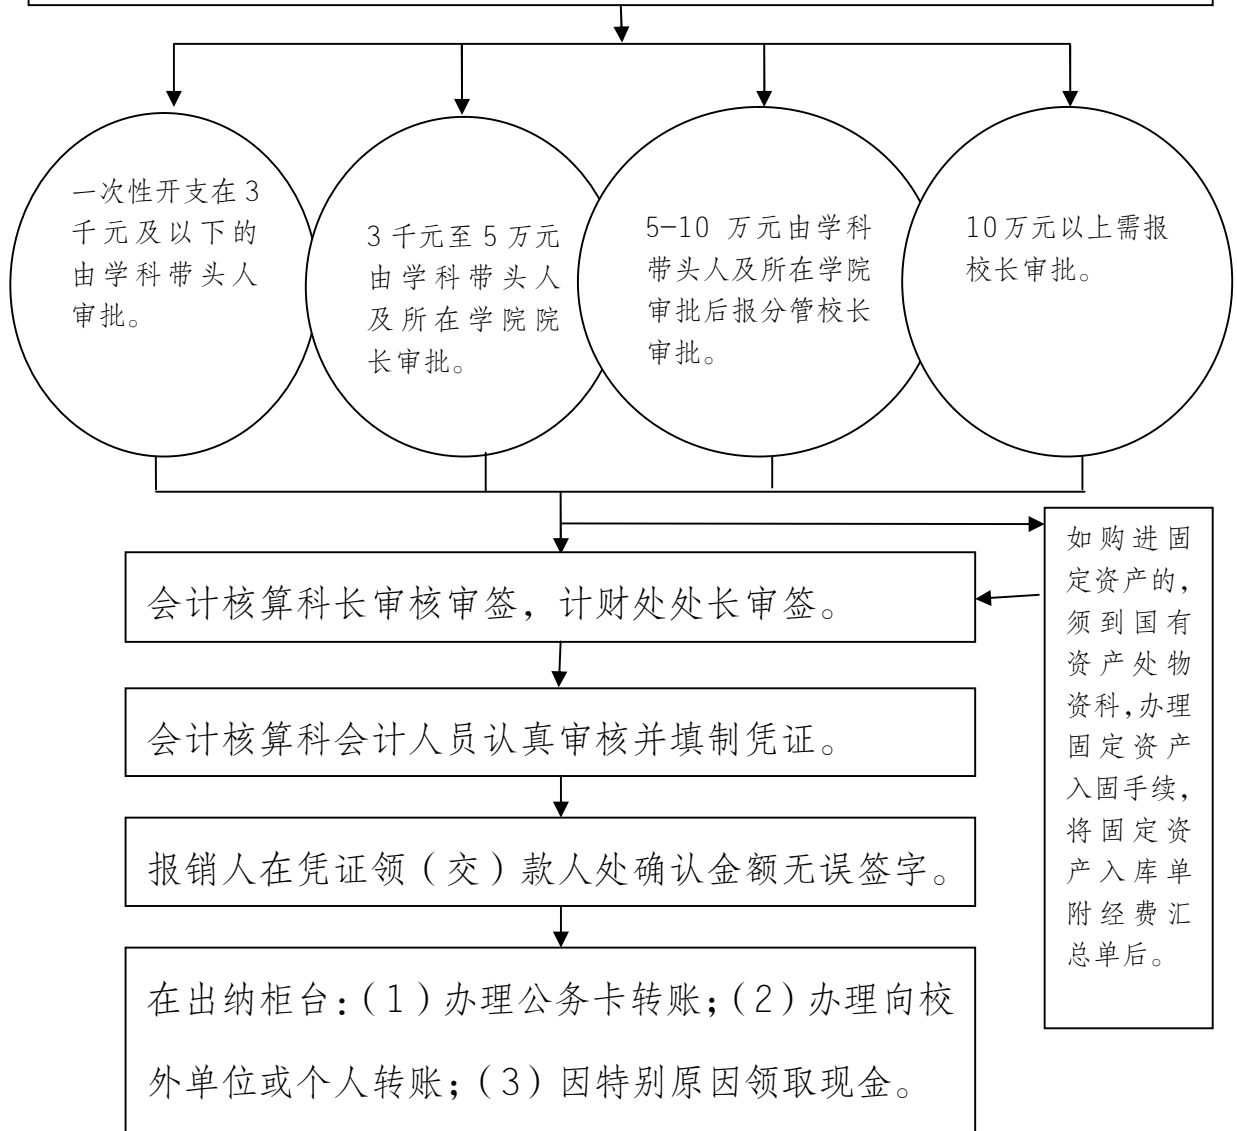 一次性开支在3
千元及以下的
由学科带头人
审批。
3千元至5万元
由学科带头人
及所在学院院
长审批。
5—10 万元由学科
带头人及所在学院
审批后报分管校长
审批。
10万元以上需报
校长审批。
如购进固
定资产的,
须到国有
资产处物
资科,办理
固定资产
入固手续,
将固定资
产入库单
附经费汇
总单后。
会计核算科长审核审签，计财处处长审签。
会计核算科会计人员认真审核并填制凭证。
报销人在凭证领（交）款人处确认金额无误签字。
在出纳柜台：（1）办理公务卡转账；（2）办理向校
外单位或个人转账；（3）因特别原因领取现金。